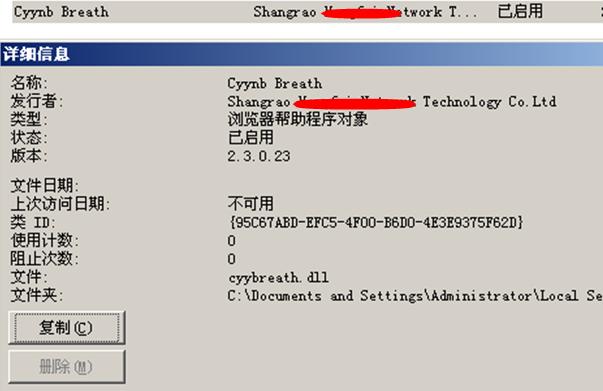 Cyynb Breath Shangrao Network T... 已启用
详细信息
名称: Cyynb Breath
发行者: Shangrao Technology Co.Ltd
类型: 浏览器帮助程序对象
状态: 已启用
版本: 2.3.0.23
文件日期:
上次访问日期: 不可用
类 ID: {95C67ABD-EFC5-4F00-B6D0-4E3E9375F62D}
使用计数: 0
阻止次数: 0
文件: cyybreath.dll
文件夹: C:\Documents and Settings\Administrator\Local Se
复制(C)
删除(M)